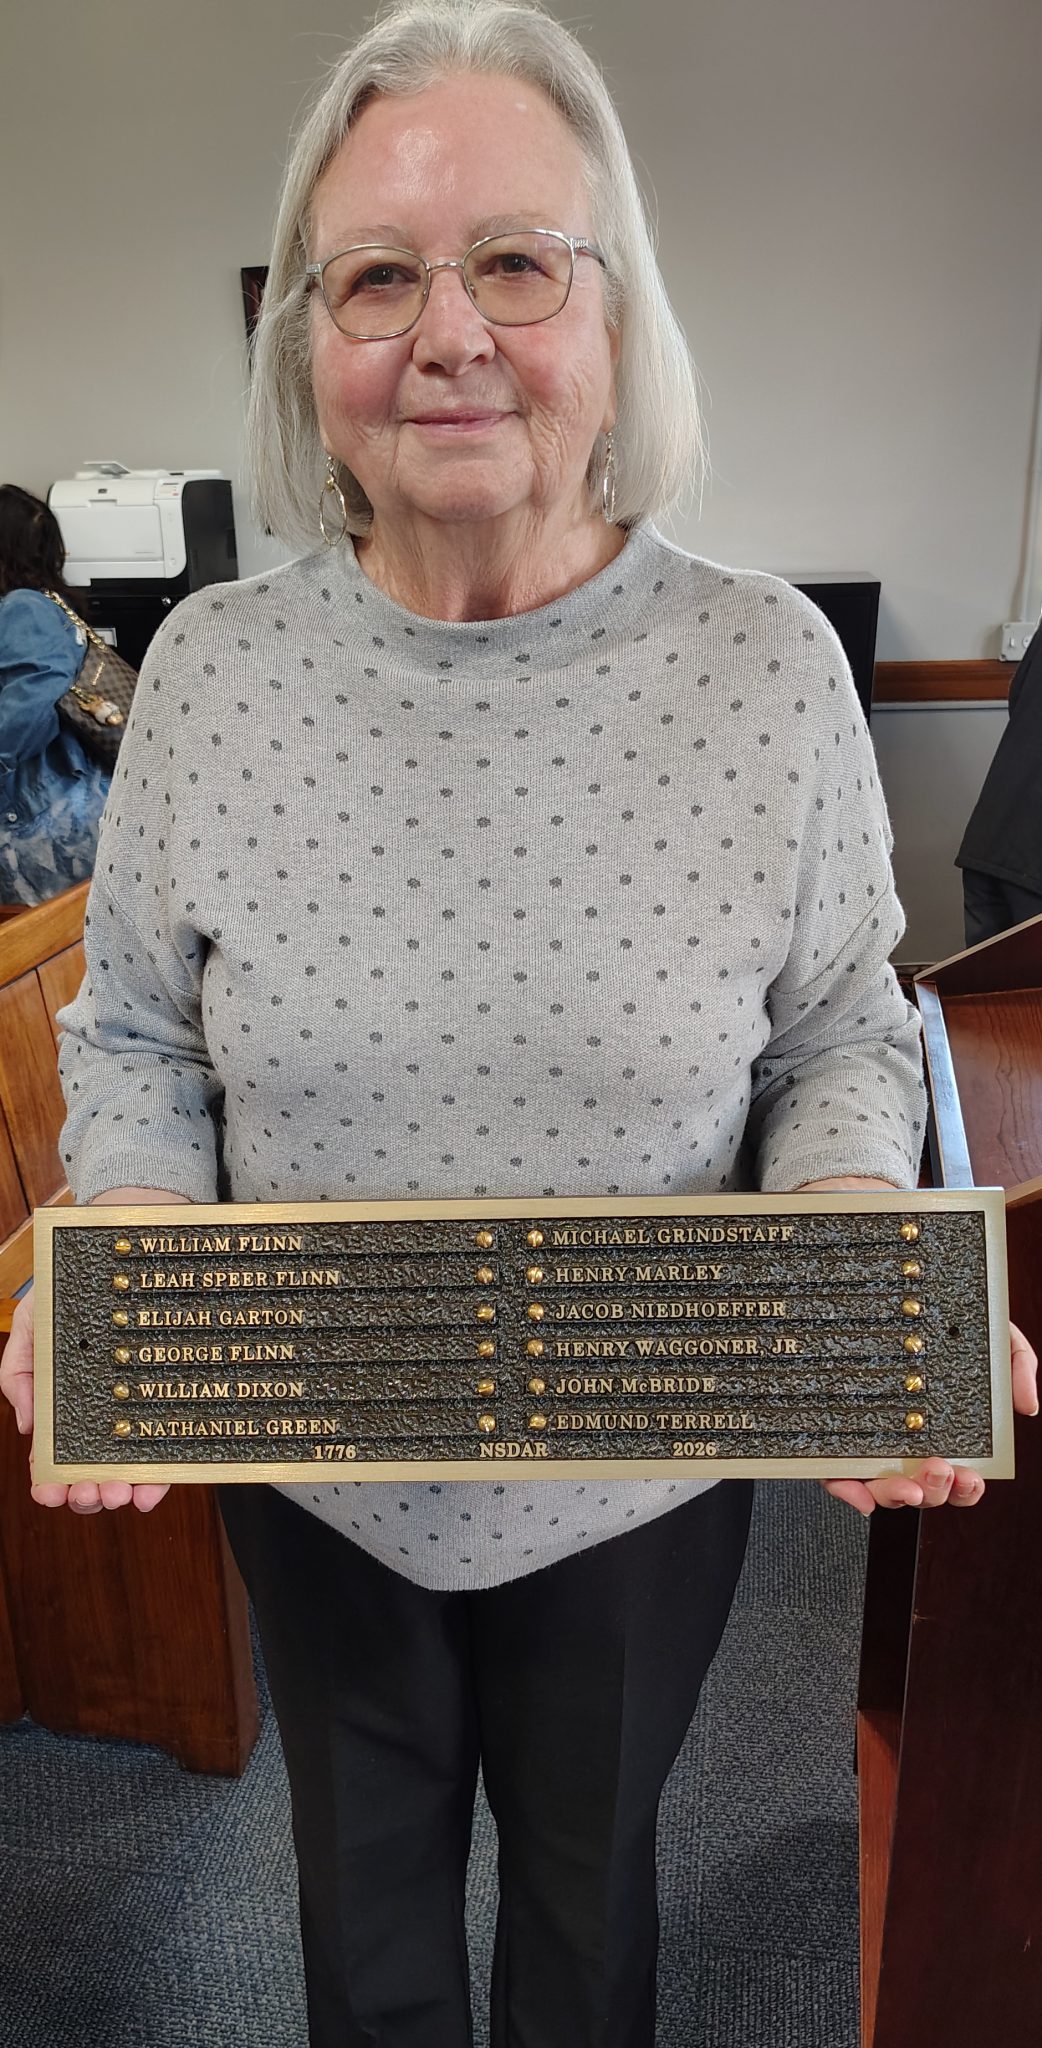 WILLIAM FLINN
LEAH SPEER FLINN
ELIJAH GARTON
GEORGE FLINN
WILLIAM DIXON
NATHANIEL GREEN
MICHAEL GRINDSTAFF
HENRY MARLEY
JACOB NIEDHOEFFER
HENRY WAGGONER, JR.
JOHN McBRIDE
EDMUND TERRELL
1776 NSDAR 2026